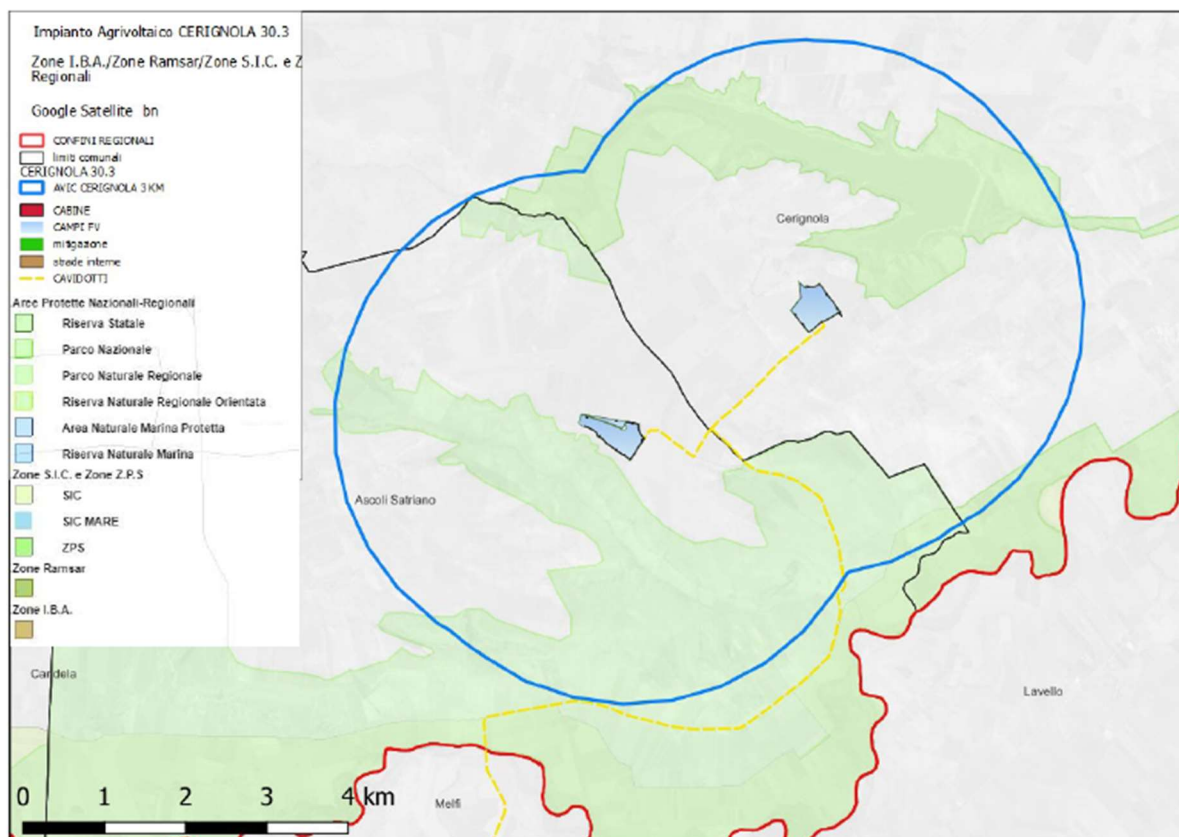 Impianto Agrivoltaico CERIGNOLA 30.3
Zone I.B.A./Zone Ramsar/Zone S.I.C. e Z
Regionali
Google Satellite bn
CONFINI REGIONALI
limiti comunali
CERIGNOLA 30.3
AVIC CERIGNOLA 3 KM
CABINE
CAMPI FV
mitigazone
strade interne
CAVIDOTTI
Aree Protette Nazionali-Regionali
Riserva Statale
Parco Nazionale
Parco Naturale Regionale
Riserva Naturale Regionale Orientata
Area Naturale Marina Protetta
Riserva Naturale Marina
Zone S.I.C. e Zone Z.P.S
SIC
SIC MARE
ZPS
Zone Ramsar
Zone I.B.A.
Cerignola
Ascoli Satriano
Candela
Lavello
Melfi
0 1 2 3 4 km